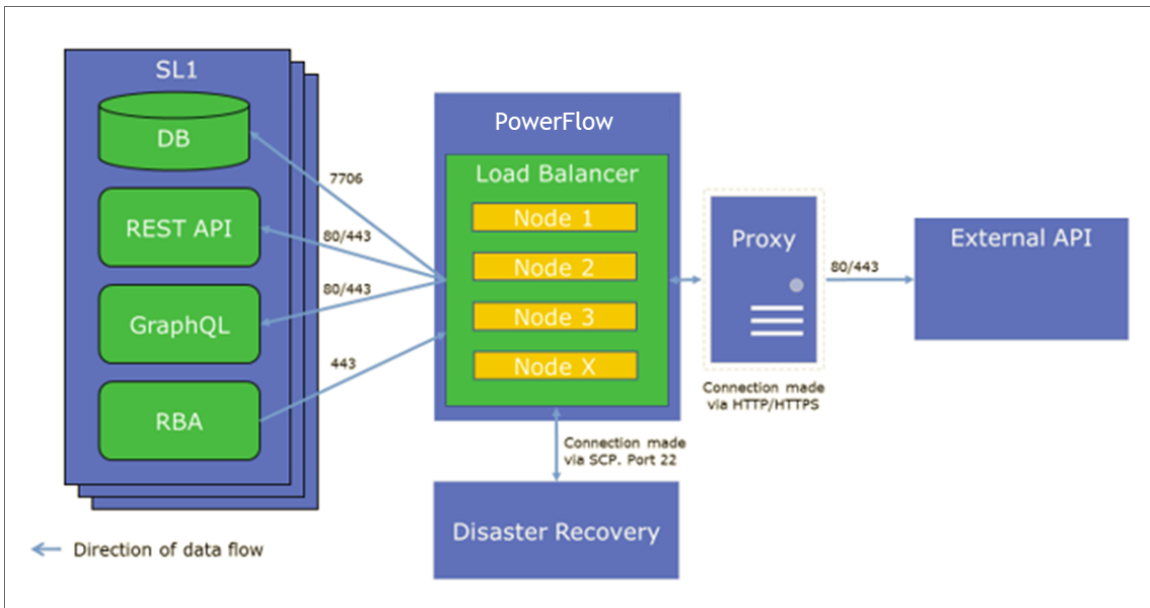 SL1
DB
REST API
GraphQL
RBA
7706
80/443
80/443
443
PowerFlow
Load Balancer
Node 1
Node 2
Node 3
Node X
Proxy
Connection made
via HTTP/HTTPS
80/443
External API
Connection made
via SCP. Port 22
Disaster Recovery
Direction of data flow